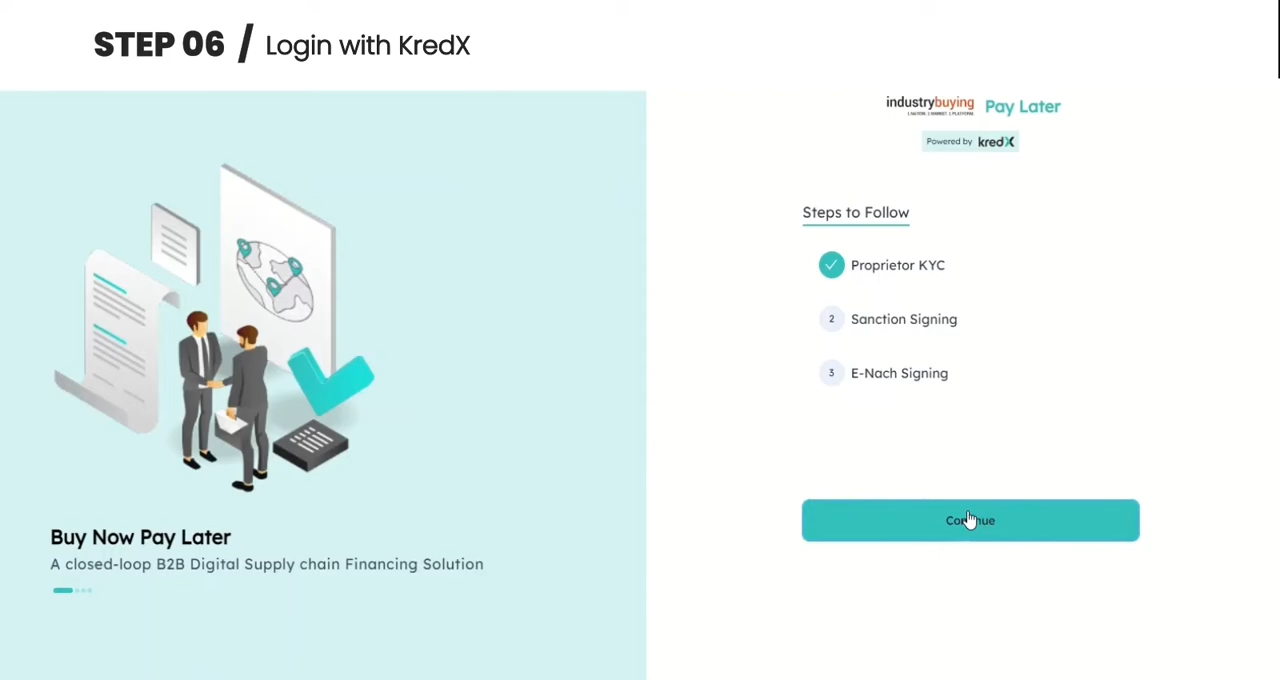 STEP 06 / Login with KredX
industrybuying Pay Later
Powered by kredX
Steps to Follow
Proprietor KYC
2 Sanction Signing
3 E-Nach Signing
Continue
Buy Now Pay Later
A closed-loop B2B Digital Supply chain Financing Solution